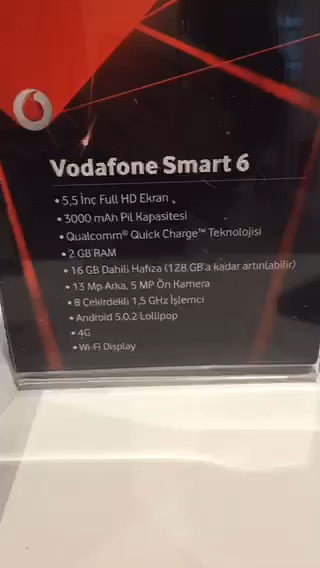 Vodafone Smart 6
• 5,5 İnç Full HD Ekran
• 3000 mAh Pil Kapasitesi
• Qualcomm® Quick Charge™ Teknolojisi
• 2 GB RAM
• 16 GB Dahili Hafıza (128 GB'a kadar artırılabilir)
• 13 Mp Arka, 5 MP Ön Kamera
• 8 Çekirdekli 1,5 GHz İşlemci
• Android 5.0.2 Lollipop
• 4G
• Wi-Fi Display